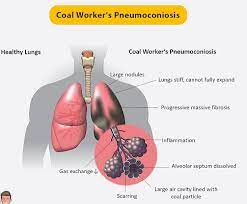 Coal Worker's Pneumoconiosis
Healthy Lungs
Coal Worker's Pneumoconiosis
Large nodules
Lungs stiff, cannot fully expand
Progressive massive fibrosis
Inflammation
Alveolar septum dissolved
Gas exchange
Scarring
Large air cavity lined with
coal particle